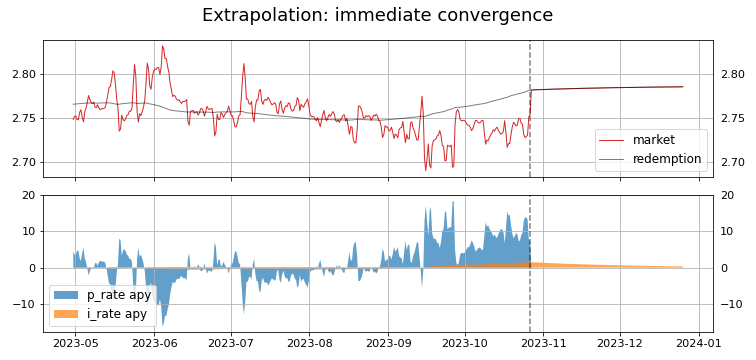 Extrapolation: immediate convergence
2.80 2.80
2.75 2.75
2.70 2.70
market
redemption
20 20
10 10
0 0
−10 −10
p_rate apy
i_rate apy
2023-05 2023-06 2023-07 2023-08 2023-09 2023-10 2023-11 2023-12 2024-01